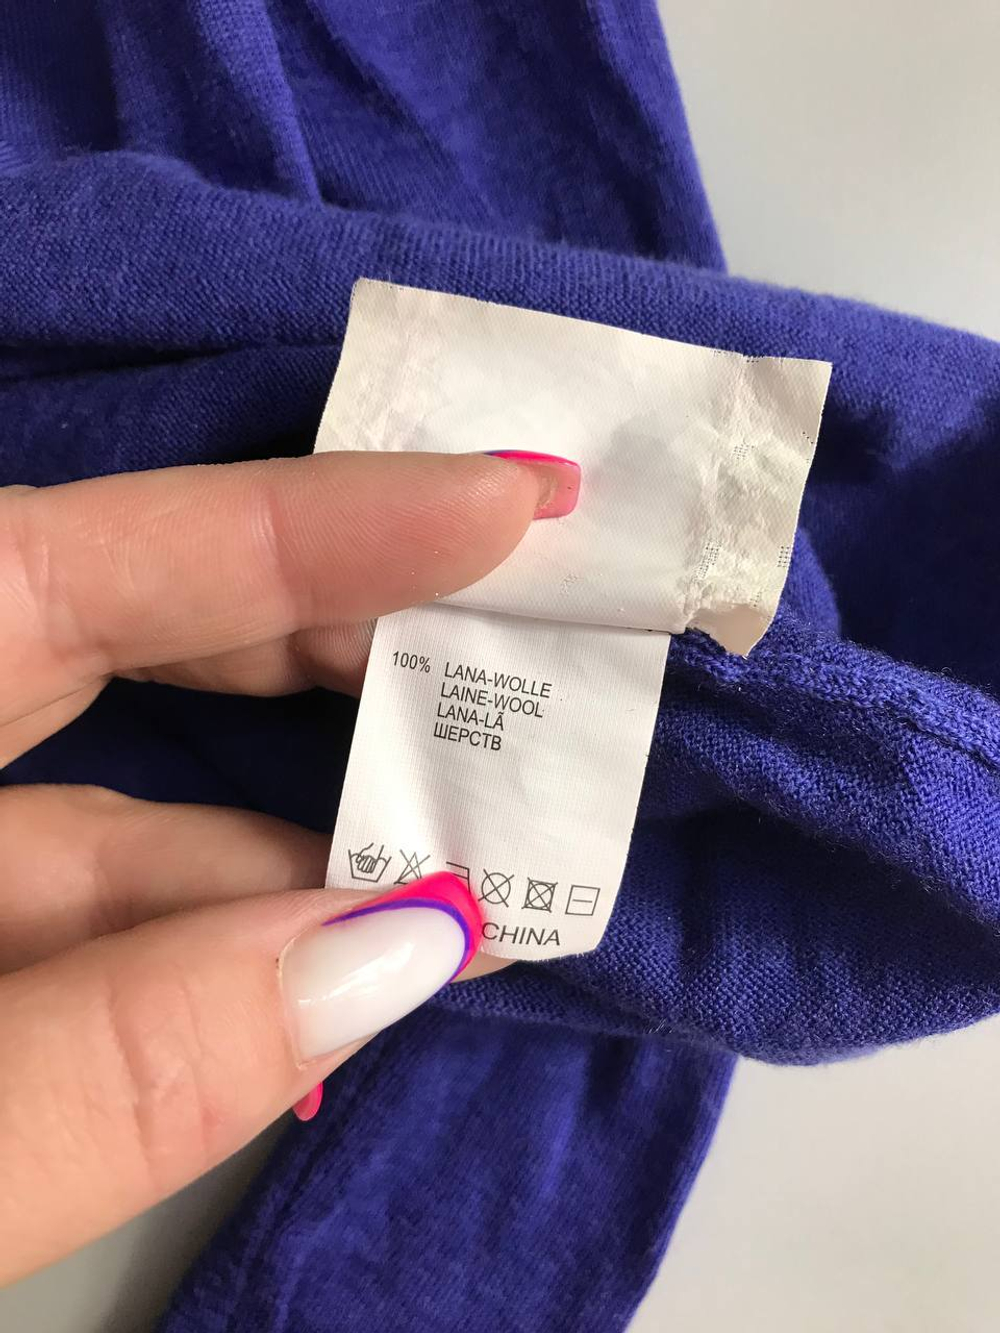 100% LANA-WOLLE
LAINE-WOOL
LANA-LÃ
ШЕРСТВ
CHINA